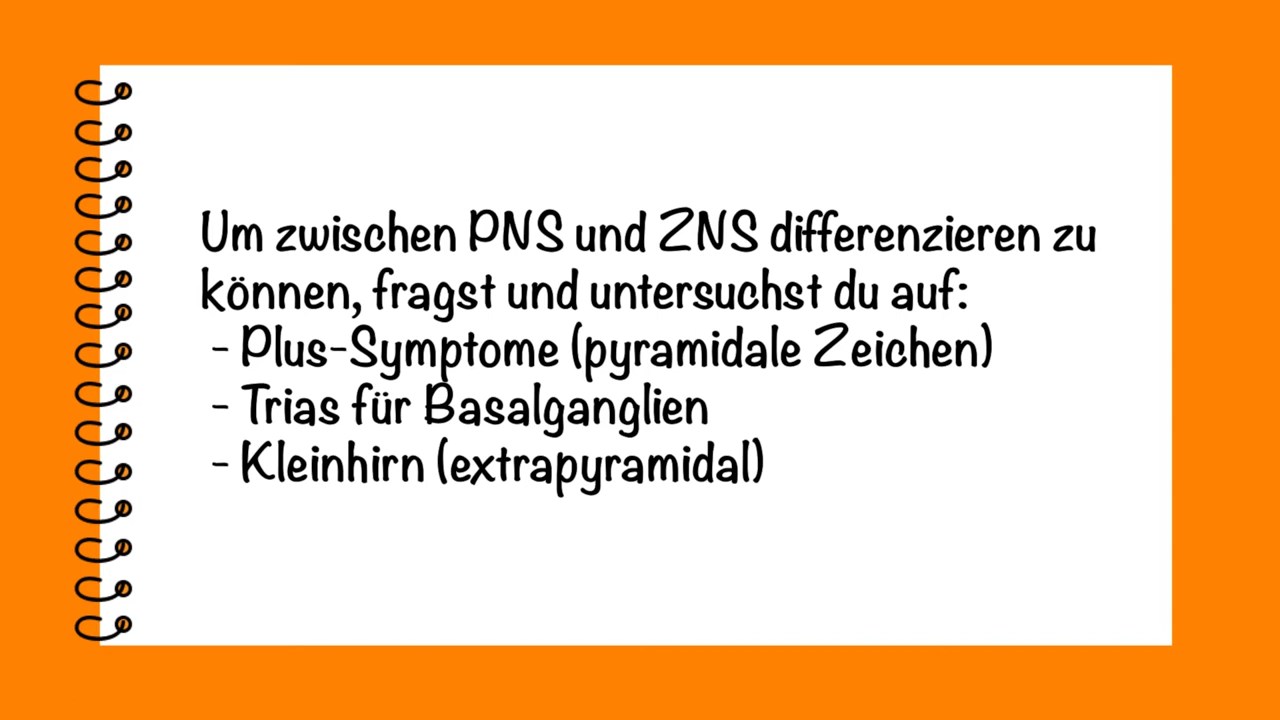 Um zwischen PNS und ZNS differenzieren zu
können, fragst und untersuchst du auf:
- Plus-Symptome (pyramidale Zeichen)
- Trias für Basalganglien
- Kleinhirn (extrapyramidal)